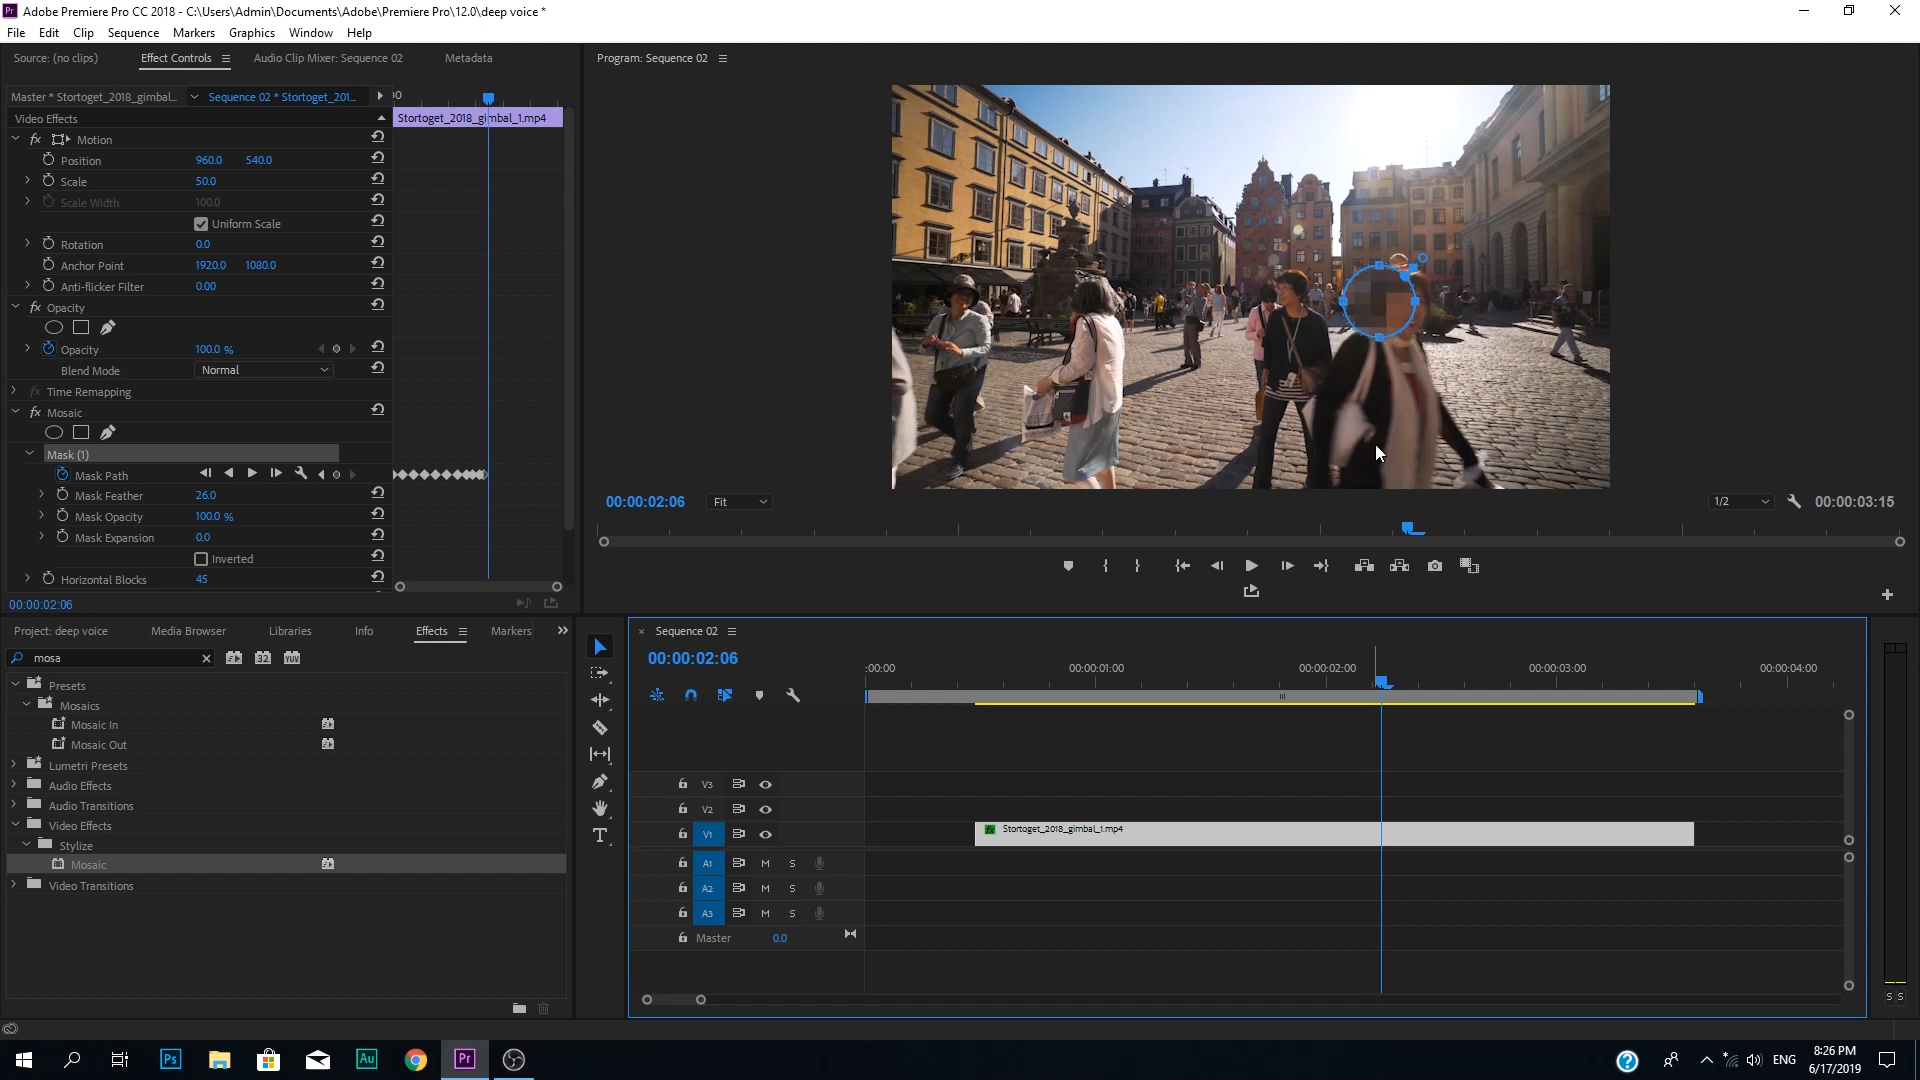 Pr Adobe Premiere Pro CC 2018 - C:\Users\Admin\Documents\Adobe\Premiere Pro\12.0\deep voice *
File Edit Clip Sequence Markers Graphics Window Help
Source: (no clips) Effect Controls Audio Clip Mixer: Sequence 02 Metadata
Program: Sequence 02
Master * Stortoget_2018_gimbal... Sequence 02 * Stortoget_201...
Video Effects
Stortoget_2018_gimbal_1.mp4
fx Motion
Position 960.0 540.0
Scale 50.0
Scale Width 100.0
Uniform Scale
Rotation 0.0
Anchor Point 1920.0 1080.0
Anti-flicker Filter 0.00
fx Opacity
Opacity 100.0 %
Blend Mode Normal
fx Time Remapping
fx Mosaic
Mask (1)
Mask Path
Mask Feather 26.0
Mask Opacity 100.0 %
Mask Expansion 0.0
Inverted
Horizontal Blocks 45
00:00:02:06
00:00:02:06 Fit 1/2 00:00:03:15
Project: deep voice Media Browser Libraries Info Effects Markers
mosa 32 YUV
Presets
Mosaics
Mosaic In
Mosaic Out
Lumetri Presets
Audio Effects
Audio Transitions
Video Effects
Stylize
Mosaic
Video Transitions
T
× Sequence 02
00:00:02:06
:00:00 00:00:01:00 00:00:02:00 00:00:03:00 00:00:04:00
V3
V2
V1
fx Stortoget_2018_gimbal_1.mp4
A1 M S
A2 M S
A3 M S
Master 0.0
S S
Ps Au Pr
ENG
8:26 PM
6/17/2019